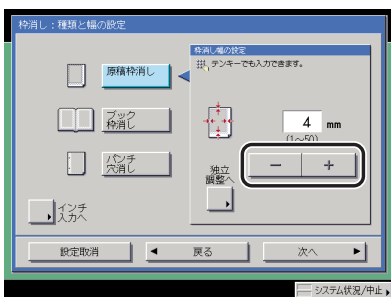 枠消し：種類と幅の設定
枠消し幅の設定
テンキーでも入力できます。
原稿枠消し
ブック
枠消し
パンチ
穴消し
インチ
入力へ
4 mm
(1~50)
独立
調整へ
－ ＋
設定取消
戻る
次へ
システム状況/中止